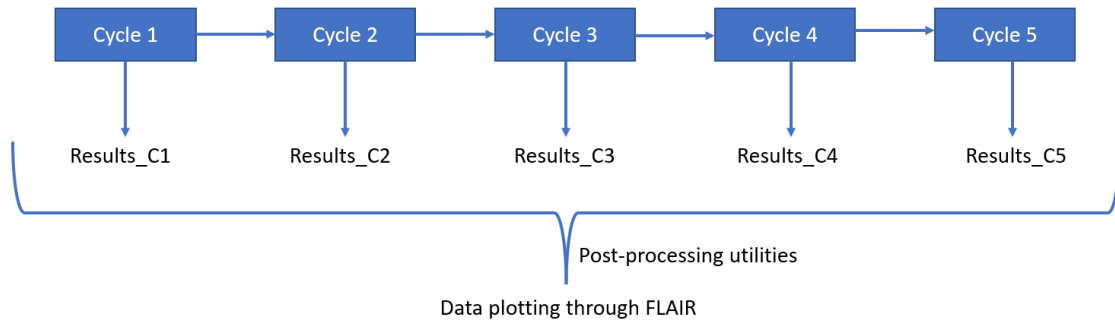 Cycle 1
Cycle 2
Cycle 3
Cycle 4
Cycle 5
Results_C1
Results_C2
Results_C3
Results_C4
Results_C5
Post-processing utilities
Data plotting through FLAIR